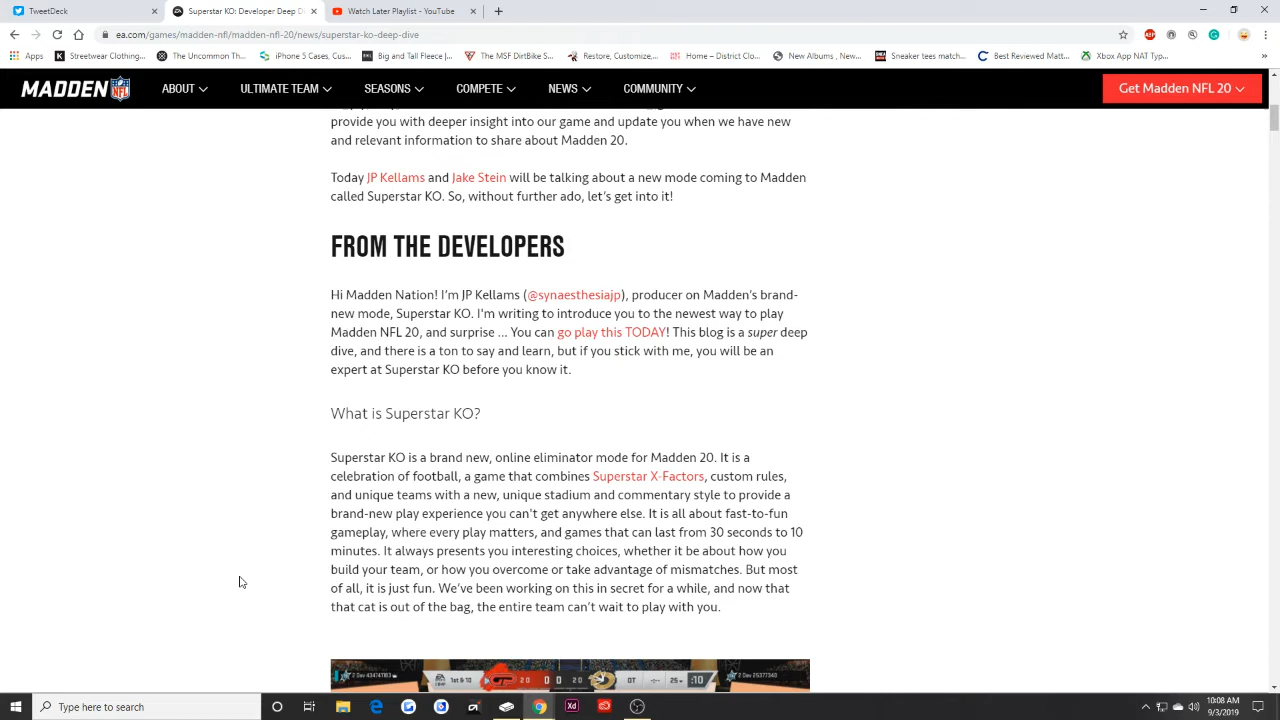 TweetDeck
Superstar KO: Developer Deep Di
Watch Later Playlist - YouTube
ea.com/games/madden-nfl/madden-nfl-20/news/superstar-ko-deep-dive
Apps
Streetwear Clothing...
The Uncommon Th...
iPhone 5 Cases, Cus...
Big and Tall Fleece J...
The MSF DirtBike S...
Restore, Customize,...
Home – District Clo...
New Albums , New...
Sneaker tees matchi...
Best Reviewed Matt...
Xbox App NAT Typ...
MADDEN NFL
ABOUT
ULTIMATE TEAM
SEASONS
COMPETE
NEWS
COMMUNITY
Get Madden NFL 20
provide you with deeper insight into our game and update you when we have new
and relevant information to share about Madden 20.
Today JP Kellams and Jake Stein will be talking about a new mode coming to Madden
called Superstar KO. So, without further ado, let's get into it!
FROM THE DEVELOPERS
Hi Madden Nation! I'm JP Kellams (@synaesthesiajp), producer on Madden's brand-
new mode, Superstar KO. I'm writing to introduce you to the newest way to play
Madden NFL 20, and surprise ... You can go play this TODAY! This blog is a super deep
dive, and there is a ton to say and learn, but if you stick with me, you will be an
expert at Superstar KO before you know it.
What is Superstar KO?
Superstar KO is a brand new, online eliminator mode for Madden 20. It is a
celebration of football, a game that combines Superstar X-Factors, custom rules,
and unique teams with a new, unique stadium and commentary style to provide a
brand-new play experience you can't get anywhere else. It is all about fast-to-fun
gameplay, where every play matters, and games that can last from 30 seconds to 10
minutes. It always presents you interesting choices, whether it be about how you
build your team, or how you overcome or take advantage of mismatches. But most
of all, it is just fun. We've been working on this in secret for a while, and now that
that cat is out of the bag, the entire team can't wait to play with you.
1st & 10
2 0
0 0
2 0
OT
25
:10
Type here to search
10:08 AM
9/3/2019